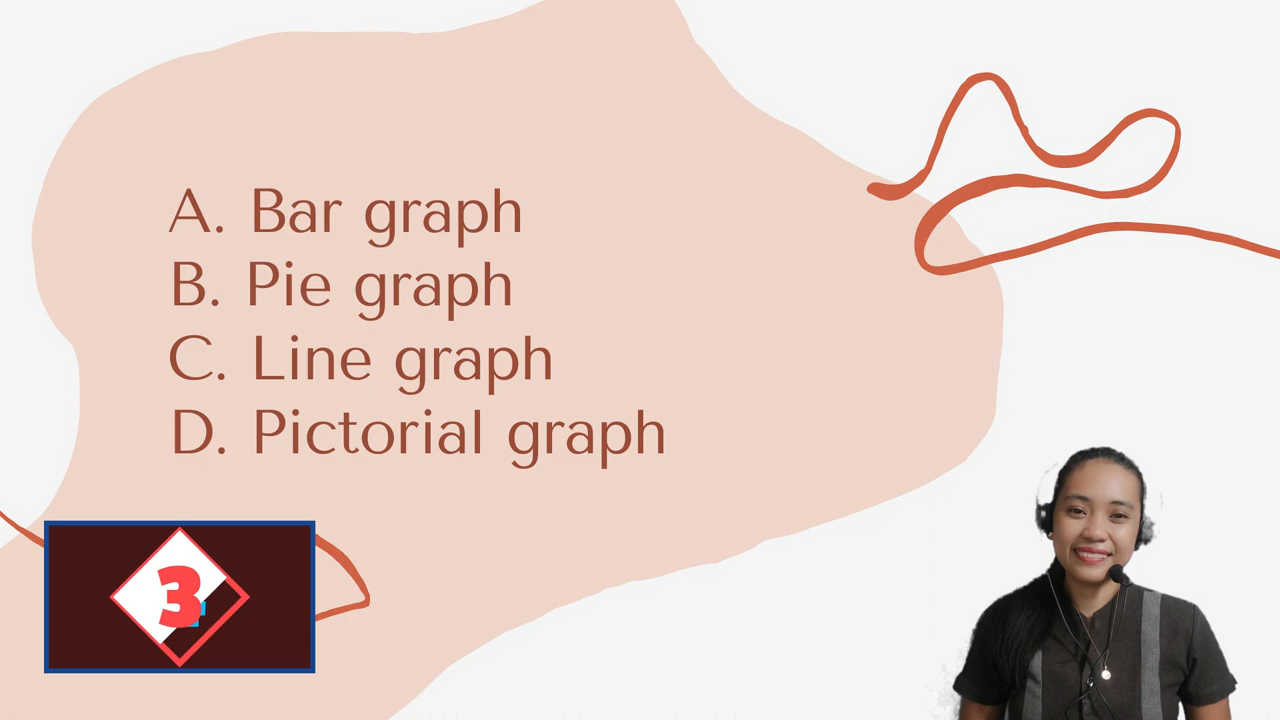 A. Bar graph
B. Pie graph
C. Line graph
D. Pictorial graph
3